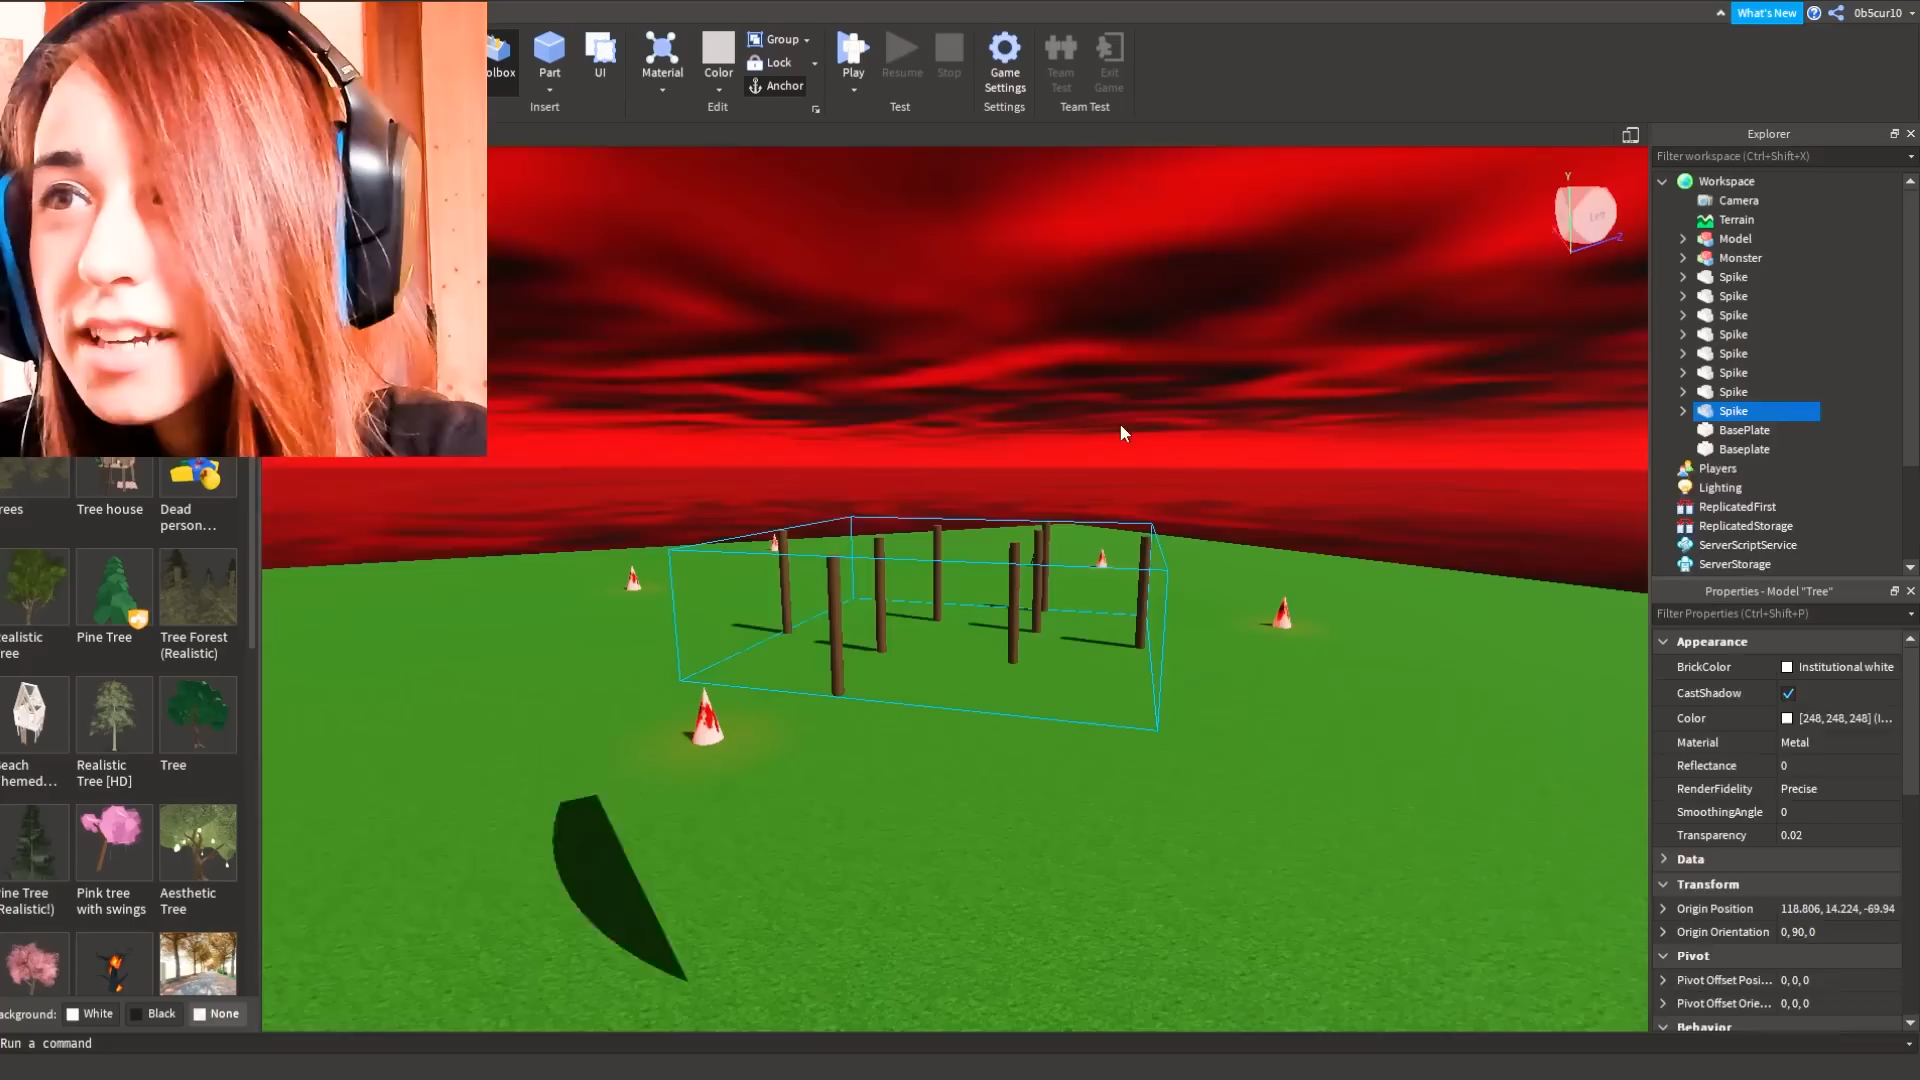 What's New
0b5cur10
olbox
Part
UI
Material
Color
Group
Lock
Anchor
Play
Resume
Stop
Game
Settings
Team
Test
Exit
Game
Insert
Edit
Test
Settings
Team Test
Explorer
Filter workspace (Ctrl+Shift+X)
Workspace
Camera
Terrain
Model
Monster
Spike
Spike
Spike
Spike
Spike
Spike
Spike
Spike
BasePlate
Baseplate
Players
Lighting
ReplicatedFirst
ReplicatedStorage
ServerScriptService
ServerStorage
Y
Left
Z
Properties - Model "Tree"
Filter Properties (Ctrl+Shift+P)
Appearance
BrickColor Institutional white
CastShadow
Color [248, 248, 248] (I...
Material Metal
Reflectance 0
RenderFidelity Precise
SmoothingAngle 0
Transparency 0.02
Data
Transform
Origin Position 118.806, 14.224, -69.94
Origin Orientation 0, 90, 0
Pivot
Pivot Offset Posi... 0, 0, 0
Pivot Offset Orie... 0, 0, 0
Behavior
rees
Tree house
Dead
person...
ealistic
ree
Pine Tree
Tree Forest
(Realistic)
each
hemed...
Realistic
Tree [HD]
Tree
ine Tree
Realistic!)
Pink tree
with swings
Aesthetic
Tree
ackground: White Black None
Run a command